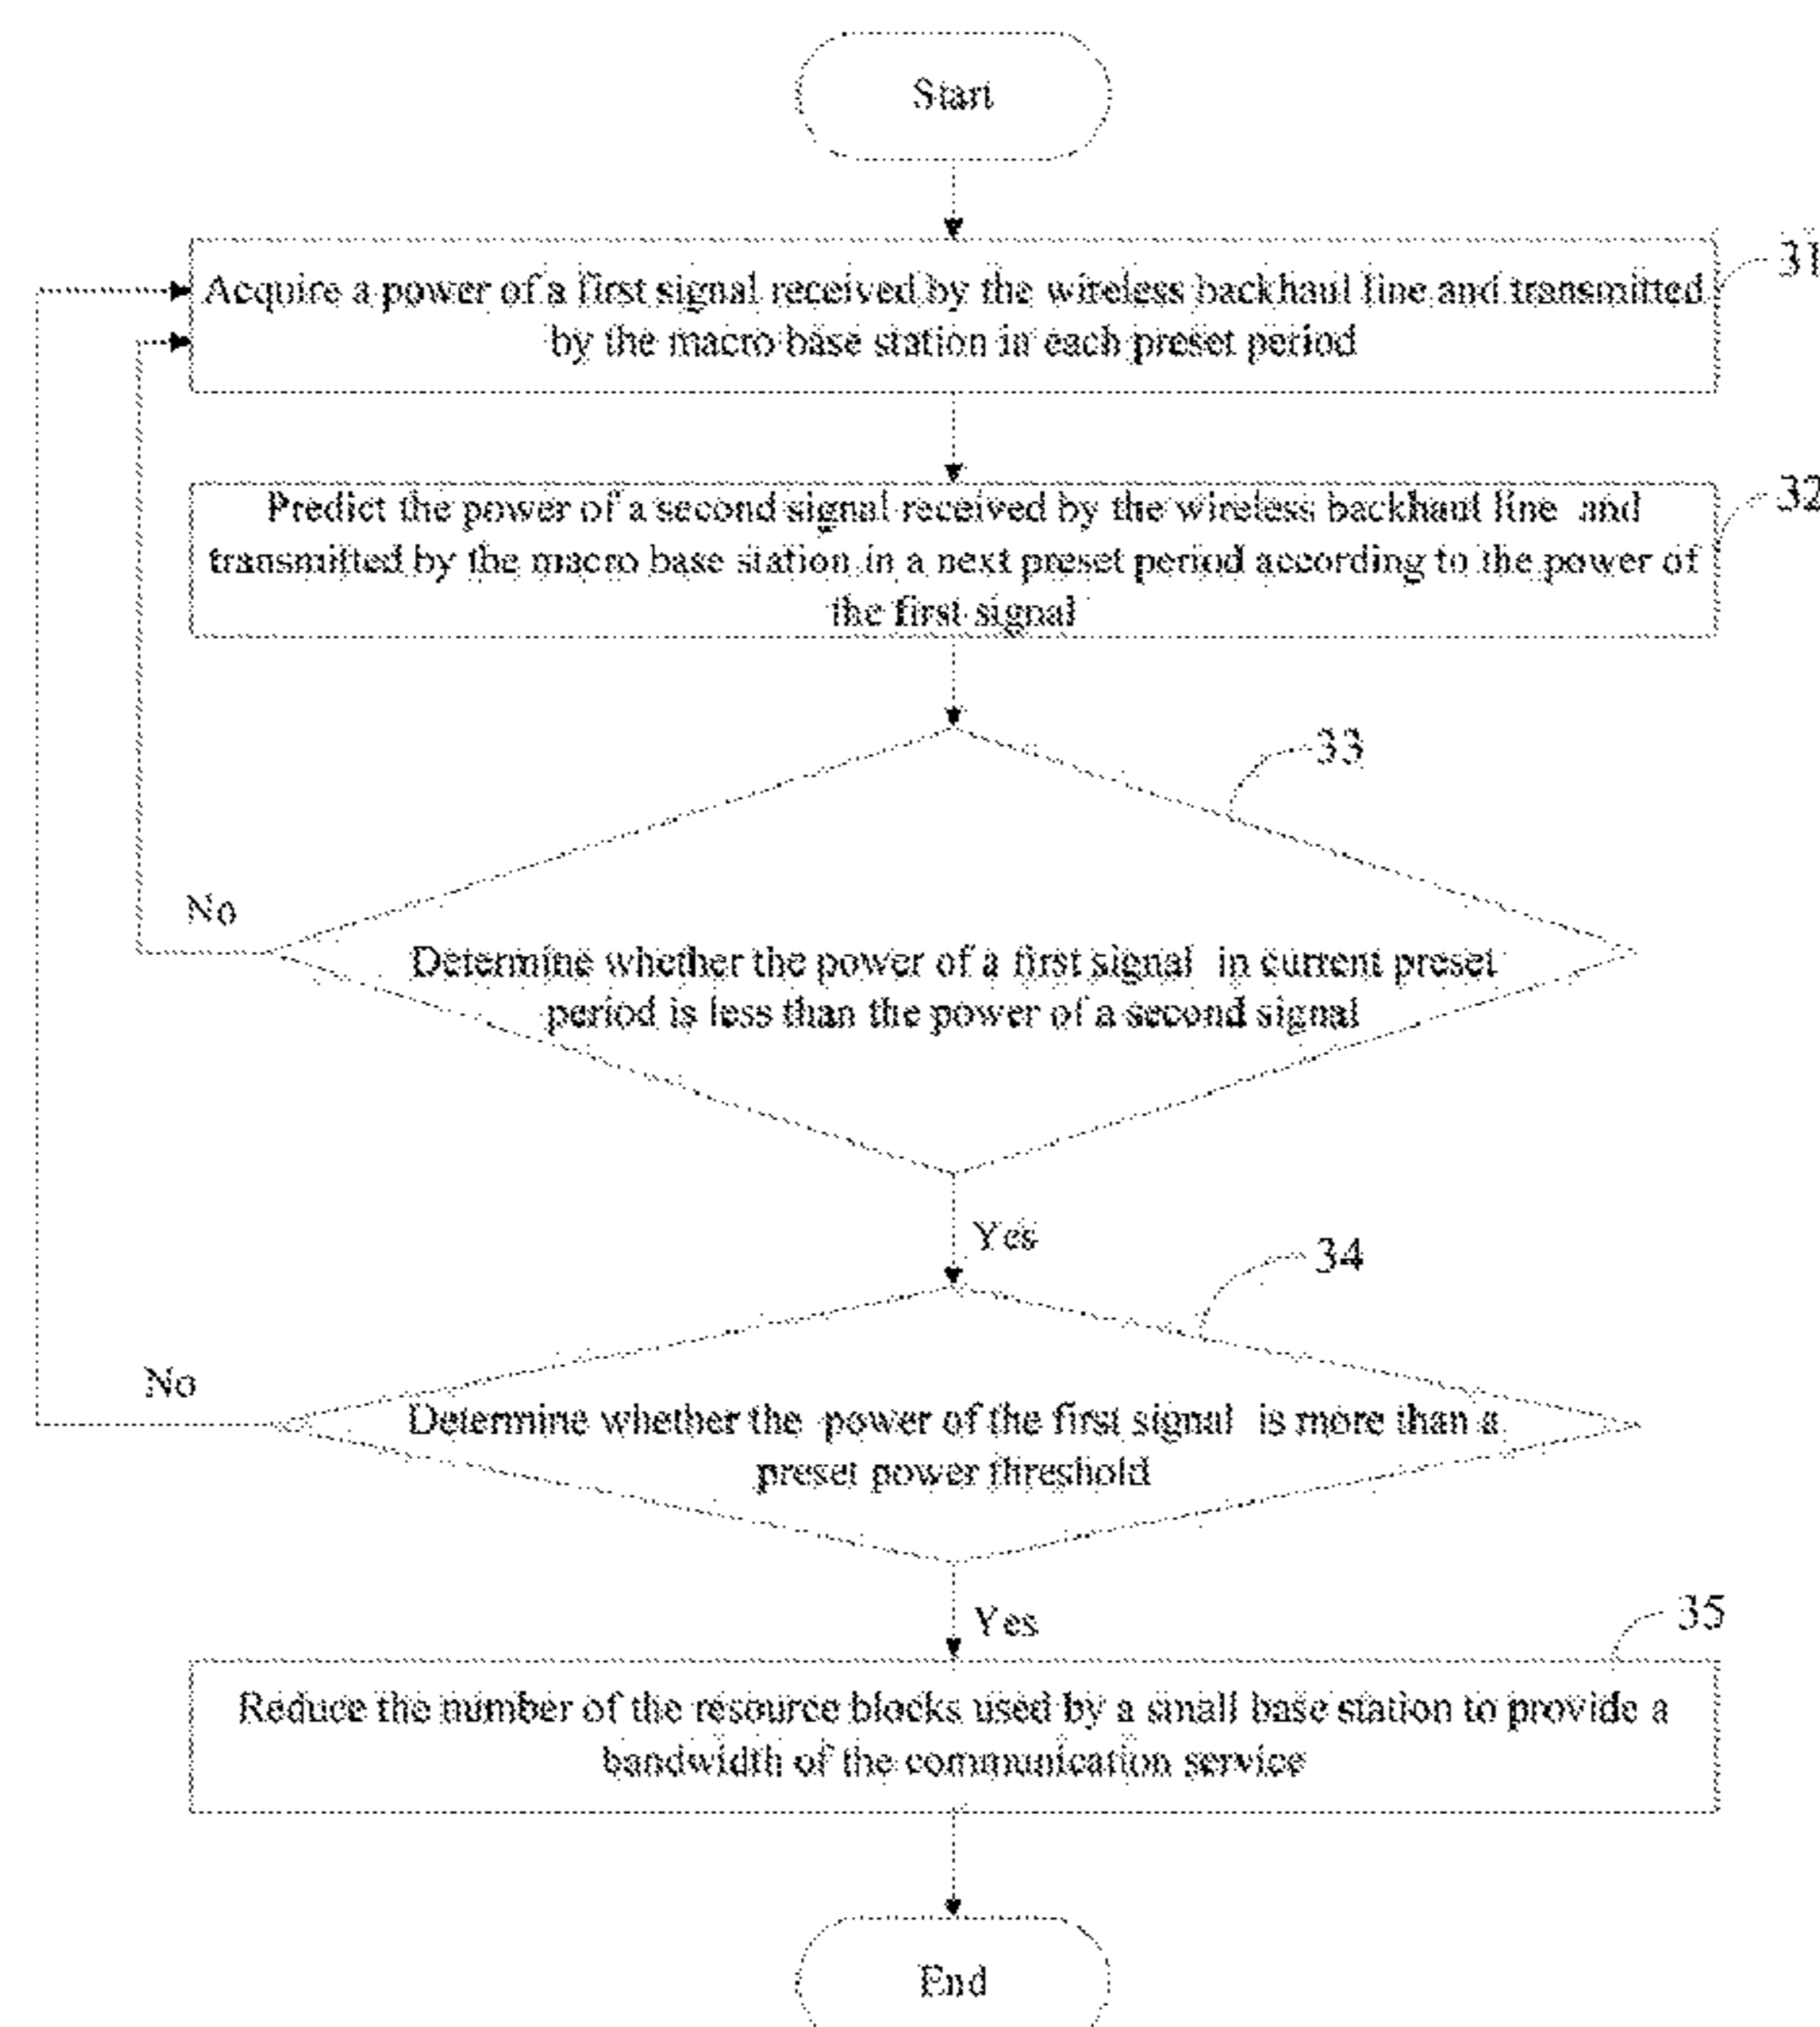 Start
Acquire a power of a first signal received by the wireless backhaul line and transmitted
by the macro base station in each preset period
31
Predict the power of a second signal received by the wireless backhaul line and
transmitted by the macro base station in a next preset period according to the power of
the first signal
32
33
No
Determine whether the power of a first signal in current preset
period is less than the power of a second signal
Yes
34
No
Determine whether the power of the first signal is more than a
preset power threshold
Yes
35
Reduce the number of the resource blocks used by a small base station to provide a
bandwidth of the communication service
End